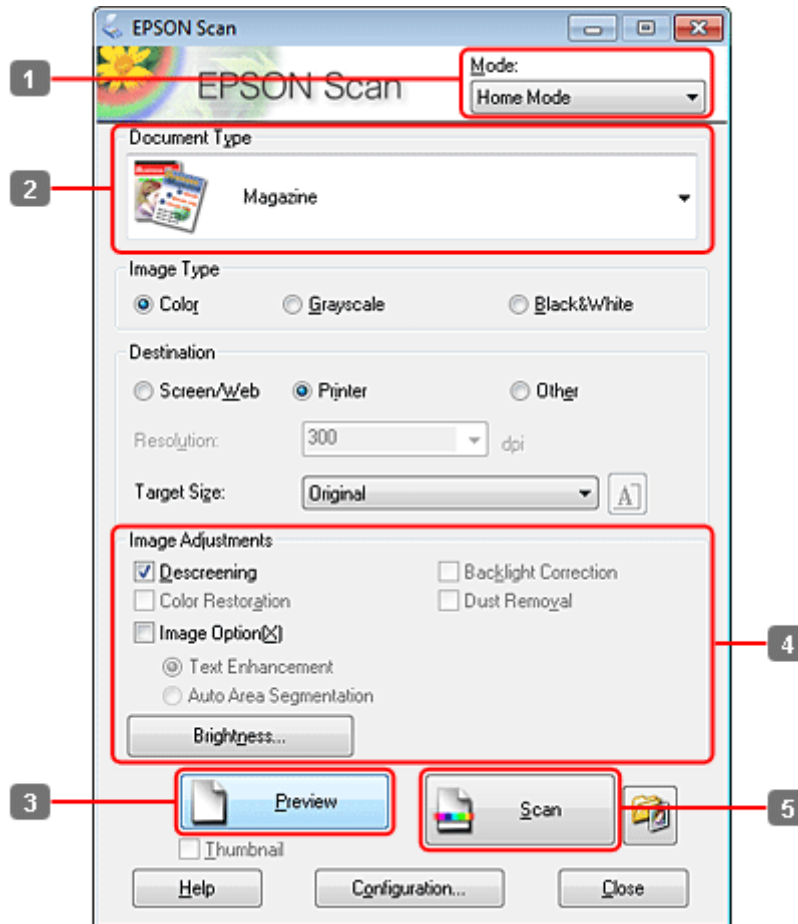 EPSON Scan
EPSON Scan
Mode:
Home Mode
1
Document Type
2
Magazine
Image Type
Color Grayscale Black&White
Destination
Screen/Web Printer Other
Resolution: 300 dpi
Target Size: Original A
Image Adjustments
Descreening Backlight Correction
Color Restoration Dust Removal
Image Option(X)
4
Text Enhancement
Auto Area Segmentation
Brightness...
3
Preview Scan
5
Thumbnail
Help Configuration... Close